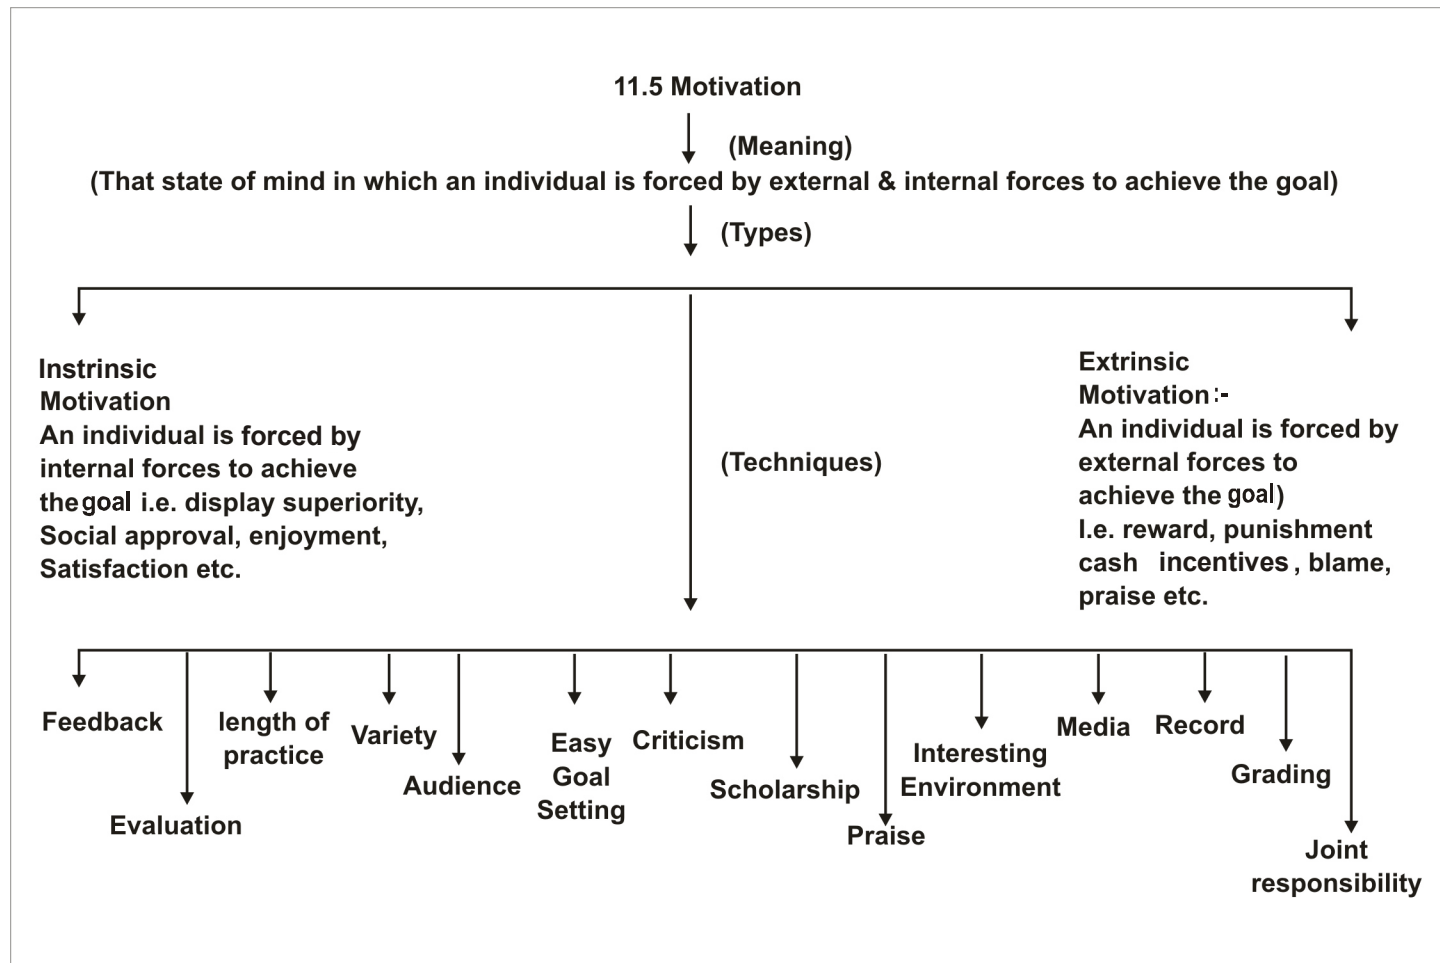 11.5 Motivation
(Meaning)
(That state of mind in which an individual is forced by external & internal forces to achieve the goal)
(Types)
Instrinsic
Motivation
An individual is forced by
internal forces to achieve
the goal i.e. display superiority,
Social approval, enjoyment,
Satisfaction etc.
(Techniques)
Extrinsic
Motivation :-
An individual is forced by
external forces to
achieve the goal)
I.e. reward, punishment
cash incentives , blame,
praise etc.
Feedback
Evaluation
length of
practice
Variety
Audience
Easy
Goal
Setting
Criticism
Scholarship
Praise
Interesting
Environment
Media
Record
Grading
Joint
responsibility